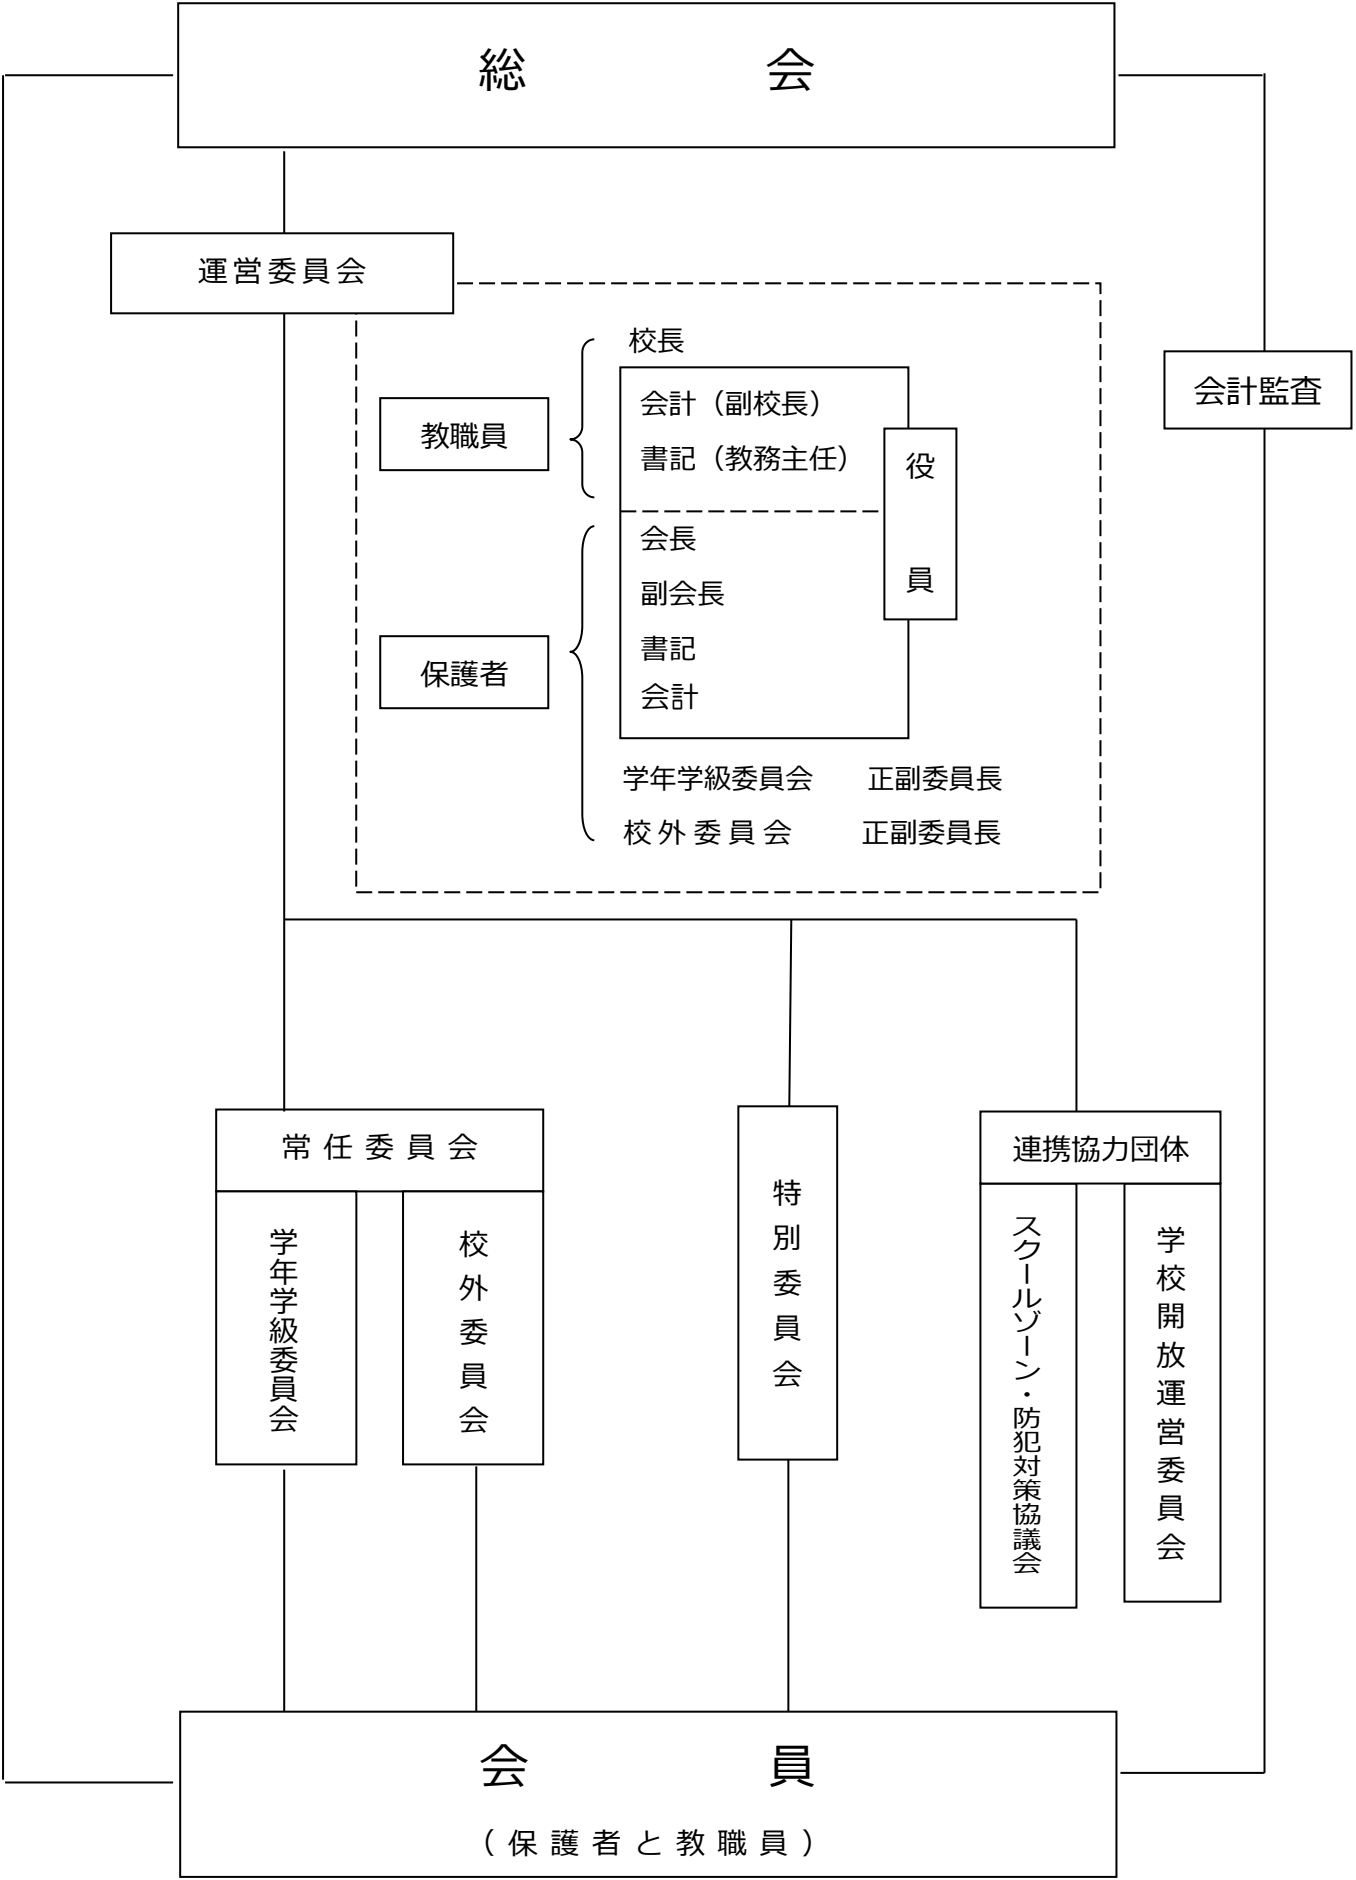 総 会
運営委員会
校長
会計（副校長）
教職員
書記（教務主任）
役員
会長
副会長
書記
保護者
会計
学年学級委員会 正副委員長
校外委員会 正副委員長
会計監査
常任委員会
学年学級委員会
校外委員会
特別委員会
連携協力団体
スクールゾーン・防犯対策協議会
学校開放運営委員会
会 員
（保護者と教職員）